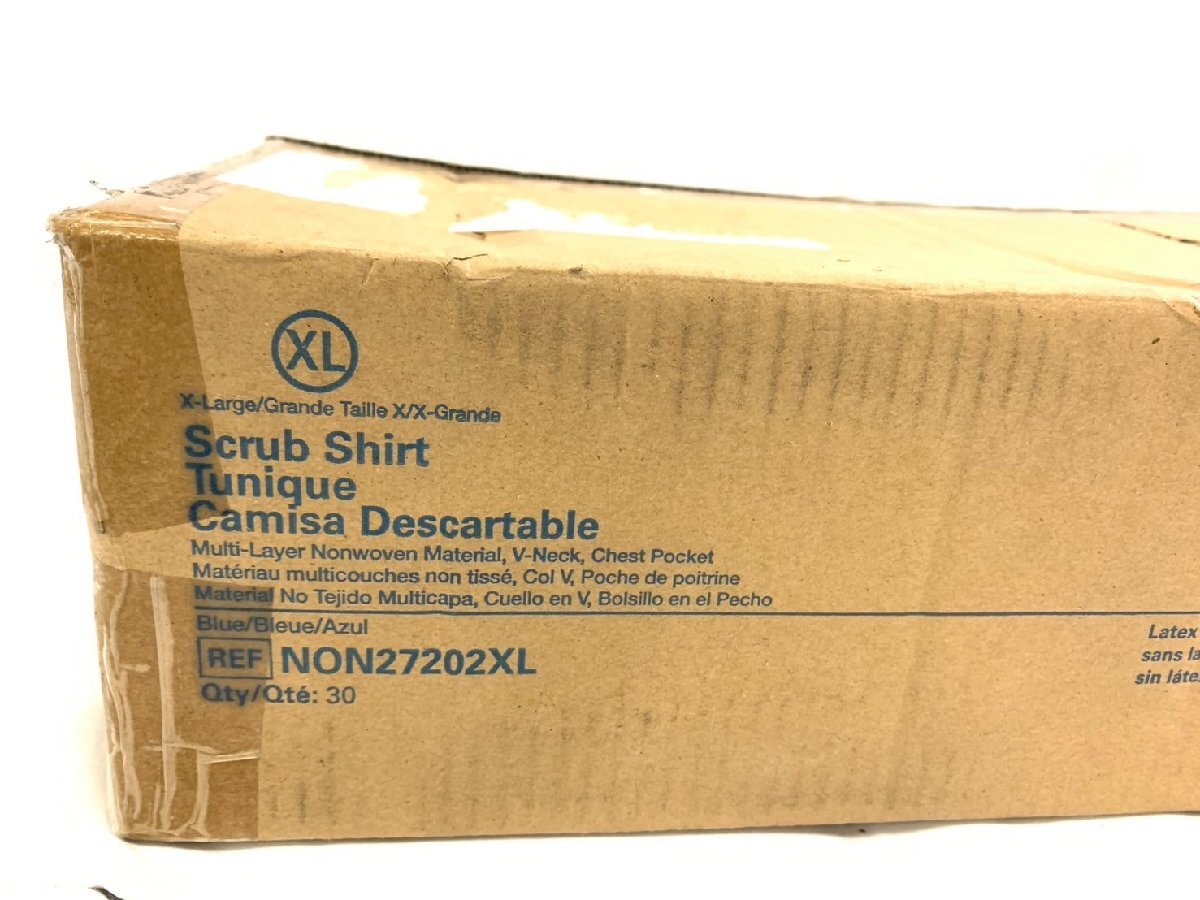 XL
X-Large/Grande Taille X/X-Grande
Scrub Shirt
Tunique
Camisa Descartable
Multi-Layer Nonwoven Material, V-Neck, Chest Pocket
Matériau multicouches non tissé, Col V, Poche de poitrine
Material No Tejido Multicapa, Cuello en V, Bolsillo en el Pecho
Blue/Bleue/Azul
REF NON27202XL
Qty/Qté: 30
Latex
sans
sin